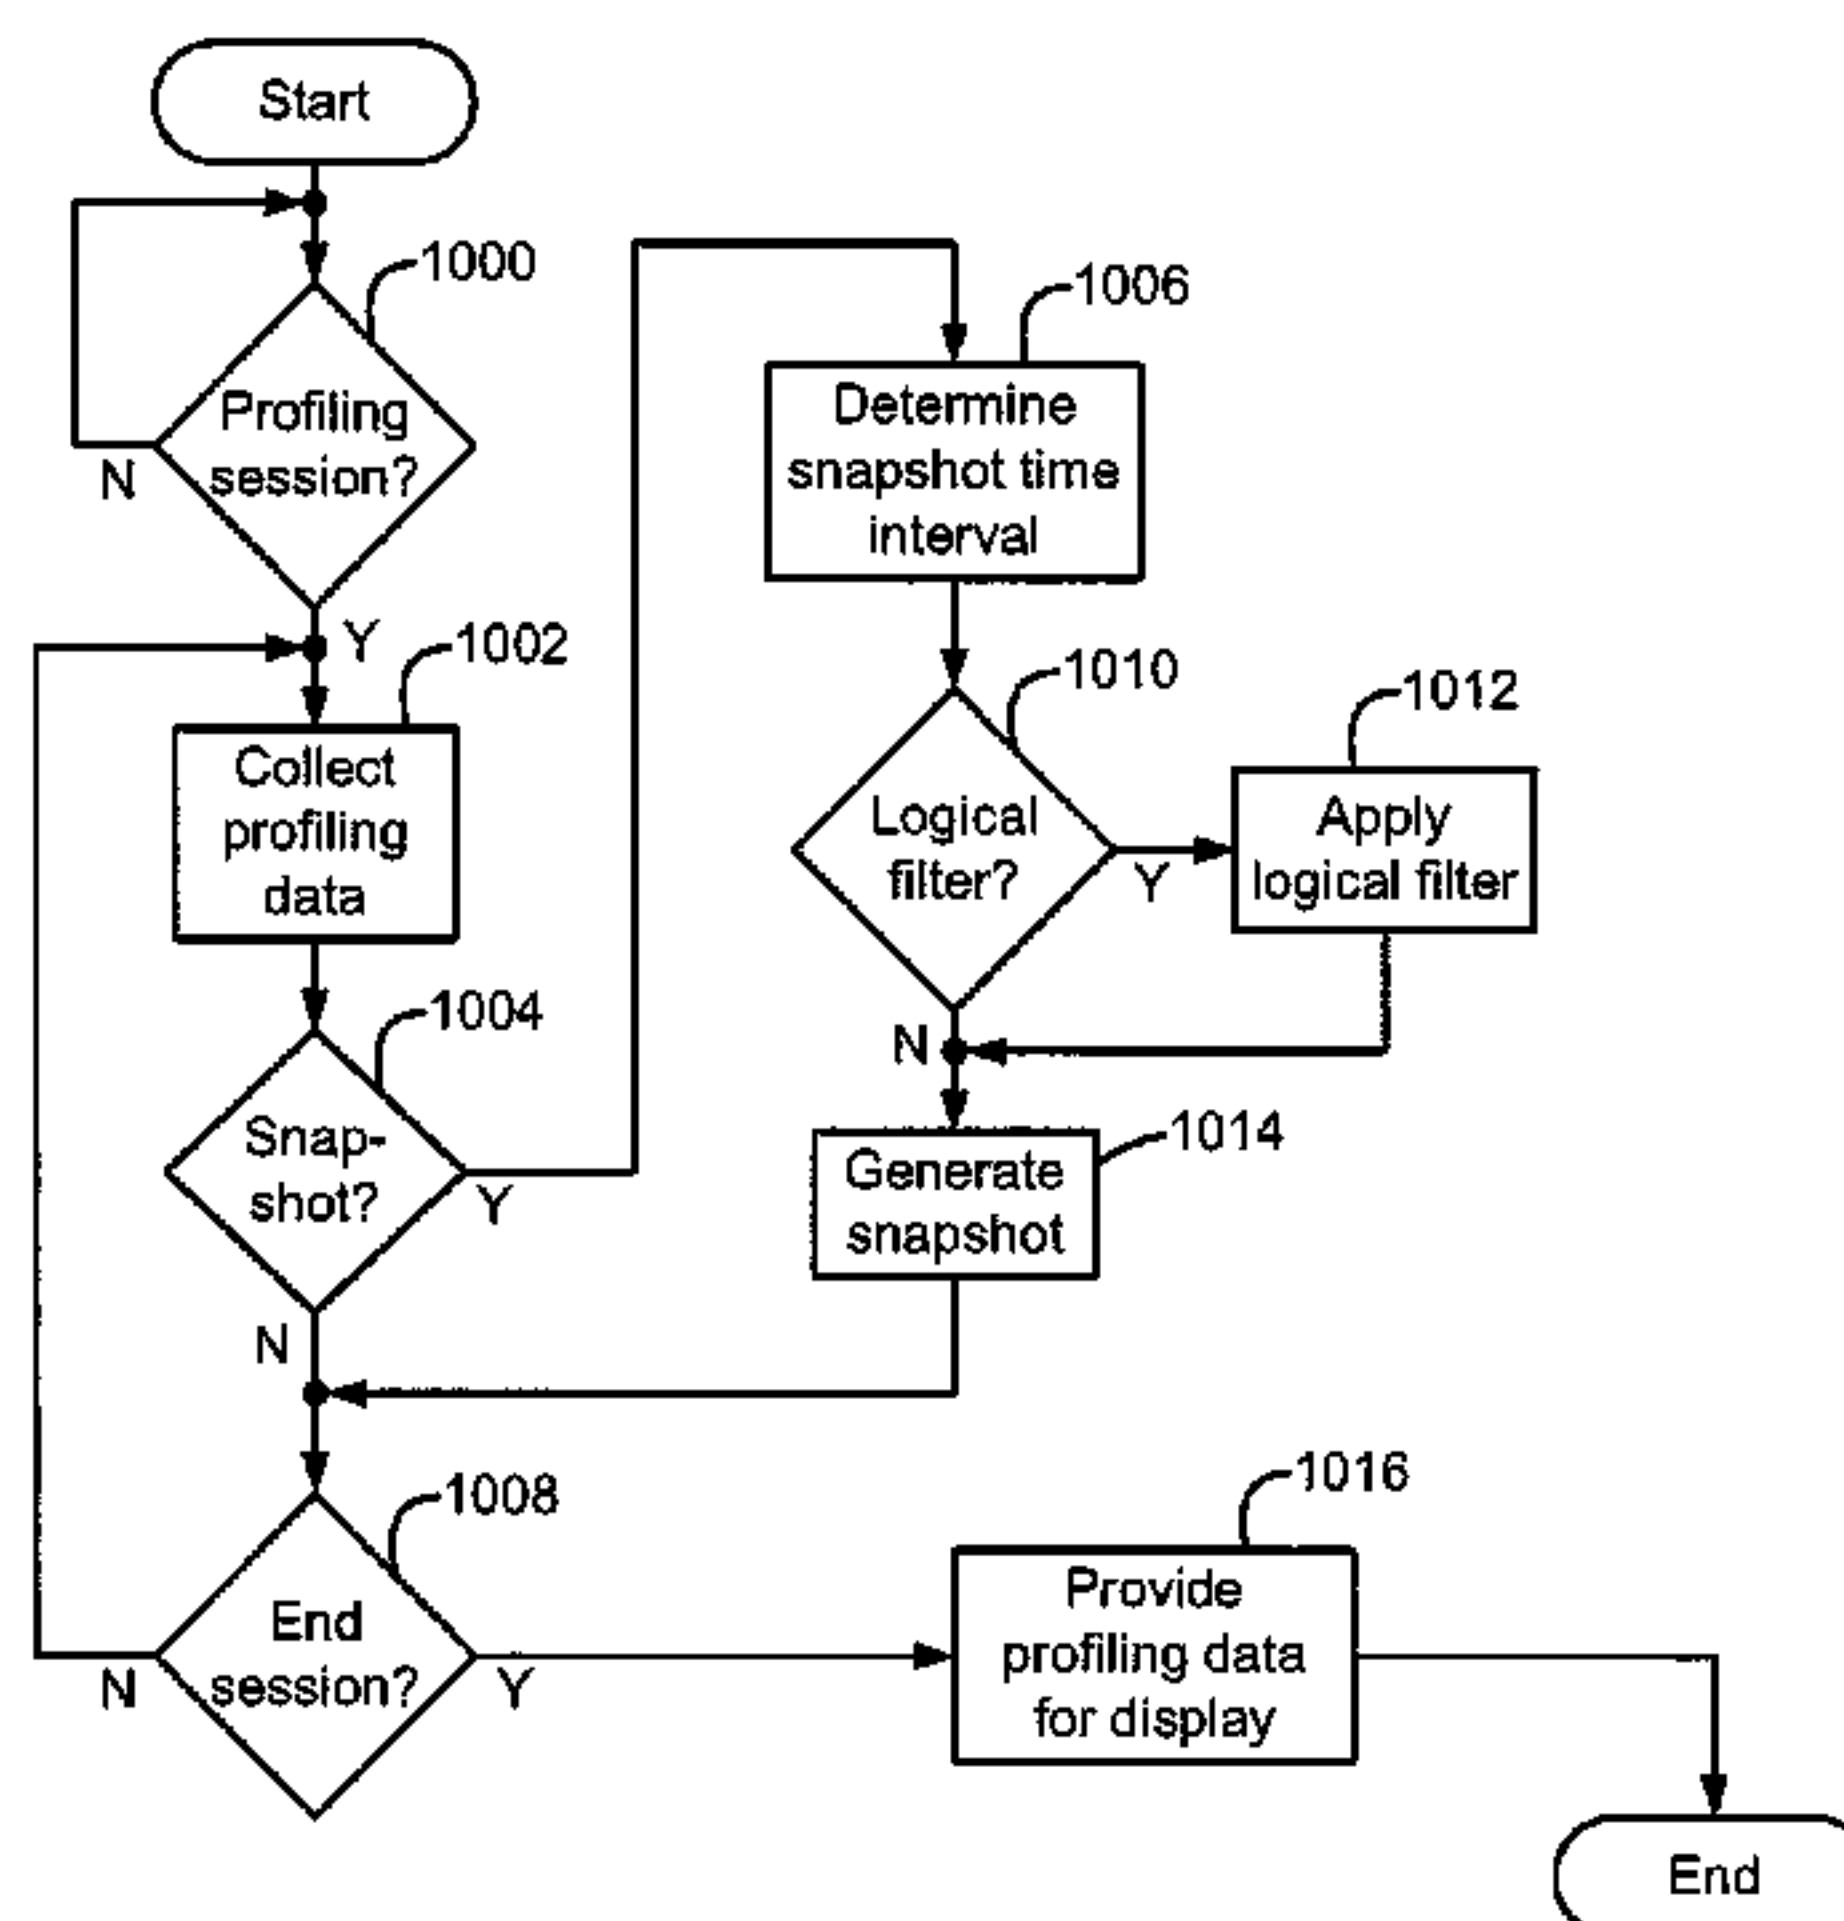 Start
1000
Profiling
session?
N
Y
1002
Collect
profiling
data
1004
Snap-
shot?
Y
N
1006
Determine
snapshot time
interval
1010
Logical
filter?
Y
N
1012
Apply
logical filter
1014
Generate
snapshot
1008
End
session?
N
Y
1016
Provide
profiling data
for display
End